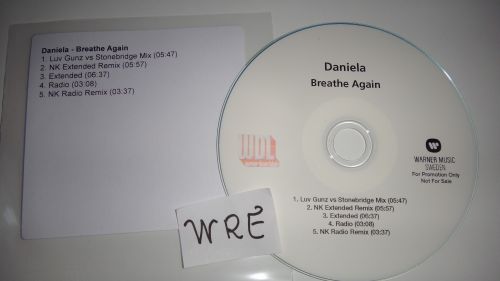 Daniela - Breathe Again
1. Luv Gunz vs Stonebridge Mix (05:47)
2. NK Extended Remix (05:57)
3. Extended (06:37)
4. Radio (03:08)
5. NK Radio Remix (03:37)
Daniela
Breathe Again
WARNER MUSIC
SWEDEN
For Promotion Only
Not For Sale
1. Luv Gunz vs Stonebridge Mix (05:47)
2. NK Extended Remix (05:57)
3. Extended (06:37)
4. Radio (03:08)
5. NK Radio Remix (03:37)
WRE